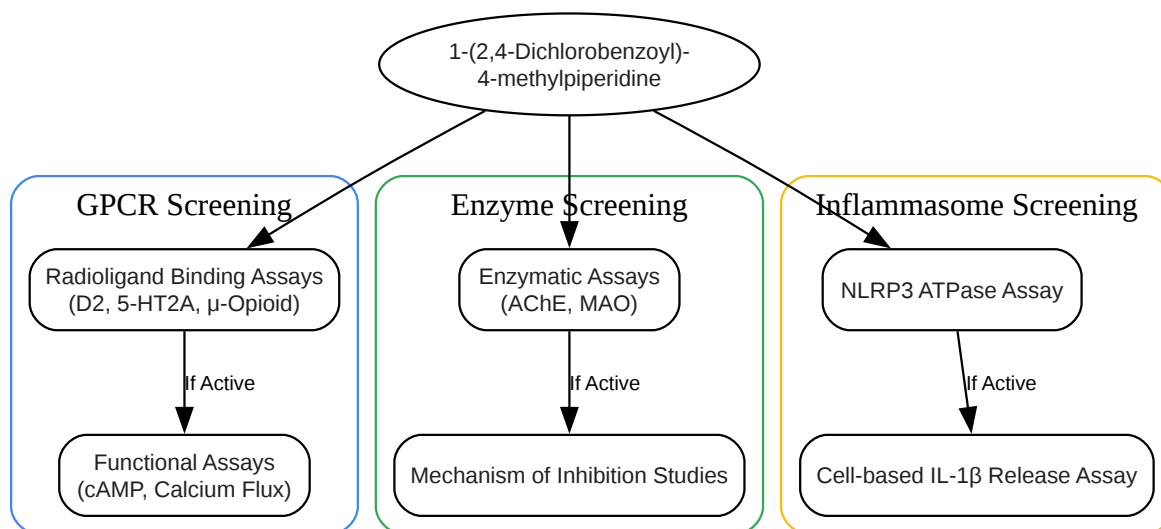 1-(2,4-Dichlorobenzoyl)-
4-methylpiperidine
GPCR Screening
Enzyme Screening
Inflammasome Screening
Radioligand Binding Assays
(D2, 5-HT2A, μ-Opioid)
Enzymatic Assays
(AChE, MAO)
NLRP3 ATPase Assay
If Active
If Active
If Active
Functional Assays
(cAMP, Calcium Flux)
Mechanism of Inhibition Studies
Cell-based IL-1β Release Assay